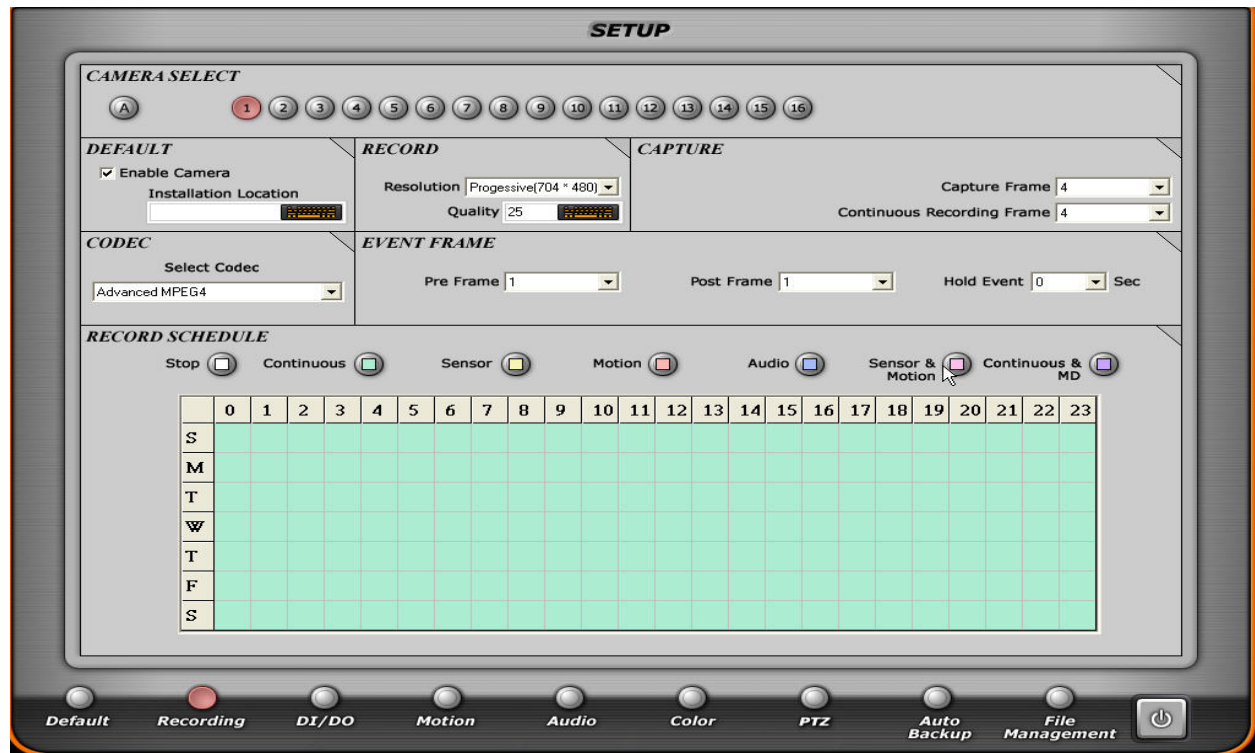 SETUP
CAMERA SELECT
A 1 2 3 4 5 6 7 8 9 10 11 12 13 14 15 16
DEFAULT
Enable Camera
Installation Location
RECORD
Resolution Progessive(704 * 480)
Quality 25
CAPTURE
Capture Frame 4
Continuous Recording Frame 4
CODEC
Select Codec
Advanced MPEG4
EVENT FRAME
Pre Frame 1 Post Frame 1 Hold Event 0 Sec
RECORD SCHEDULE
Stop Continuous Sensor Motion Audio Sensor & Motion Continuous & MD
0 1 2 3 4 5 6 7 8 9 10 11 12 13 14 15 16 17 18 19 20 21 22 23
S
M
T
W
T
F
S
Default Recording DI/DO Motion Audio Color PTZ Auto Backup File Management